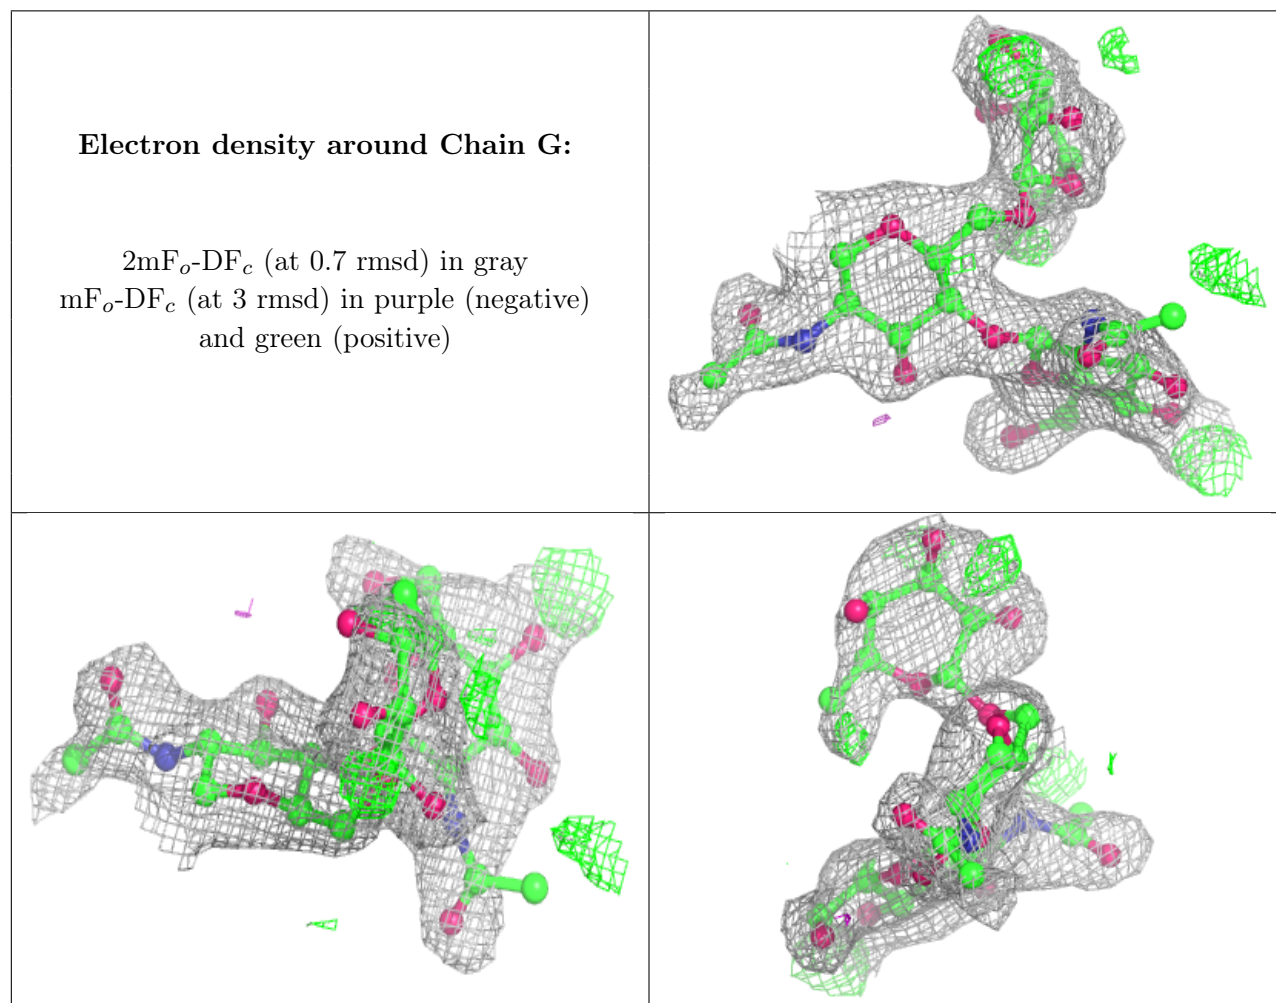 Electron density around Chain G:
2mFₒ-DF꜀ (at 0.7 rmsd) in gray
mFₒ-DF꜀ (at 3 rmsd) in purple (negative)
and green (positive)